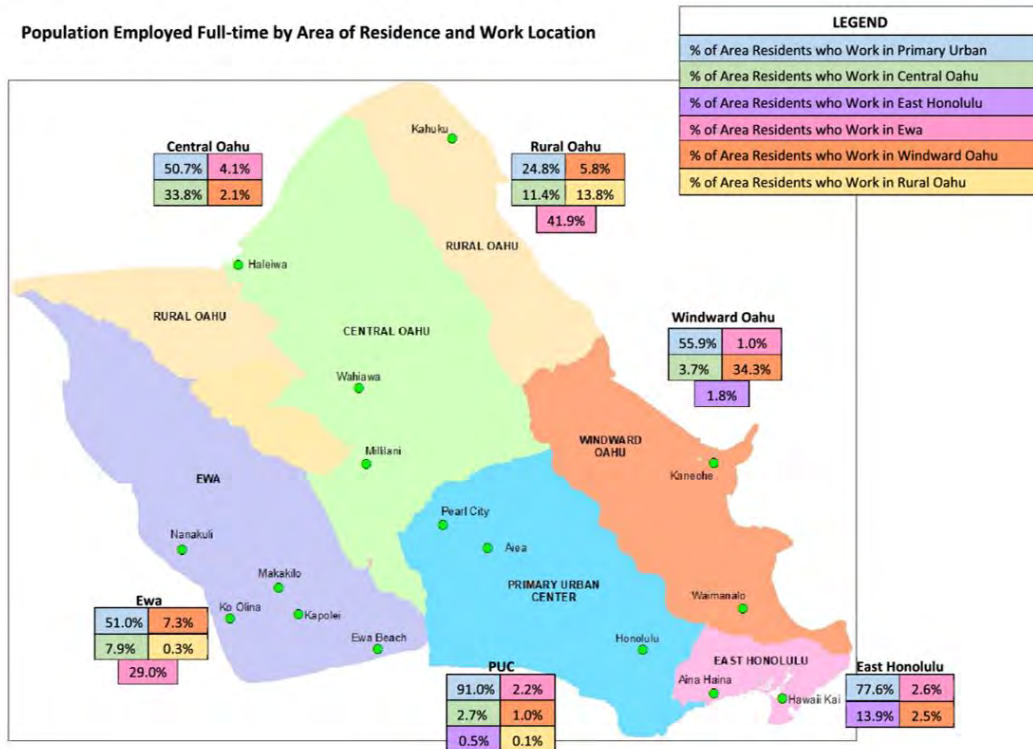 Population Employed Full-time by Area of Residence and Work Location
LEGEND
% of Area Residents who Work in Primary Urban
% of Area Residents who Work in Central Oahu
% of Area Residents who Work in East Honolulu
% of Area Residents who Work in Ewa
% of Area Residents who Work in Windward Oahu
% of Area Residents who Work in Rural Oahu
Kahuku
Central Oahu
50.7% 4.1%
33.8% 2.1%
Rural Oahu
24.8% 5.8%
11.4% 13.8%
41.9%
RURAL OAHU
Haleiwa
RURAL OAHU
CENTRAL OAHU
Windward Oahu
55.9% 1.0%
3.7% 34.3%
1.8%
Wahiawa
WINDWARD
OAHU
Mililani
Kaneohe
EWA
Pearl City
Nanakuli
Aiea
Makakilo
PRIMARY URBAN
CENTER
Ewa
51.0% 7.3%
7.9% 0.3%
29.0%
Ko Olina
Kapolei
Waimanalo
Ewa Beach
Honolulu
EAST HONOLULU
PUC
91.0% 2.2%
2.7% 1.0%
0.5% 0.1%
Aina Haina
Hawaii Kai
East Honolulu
77.6% 2.6%
13.9% 2.5%